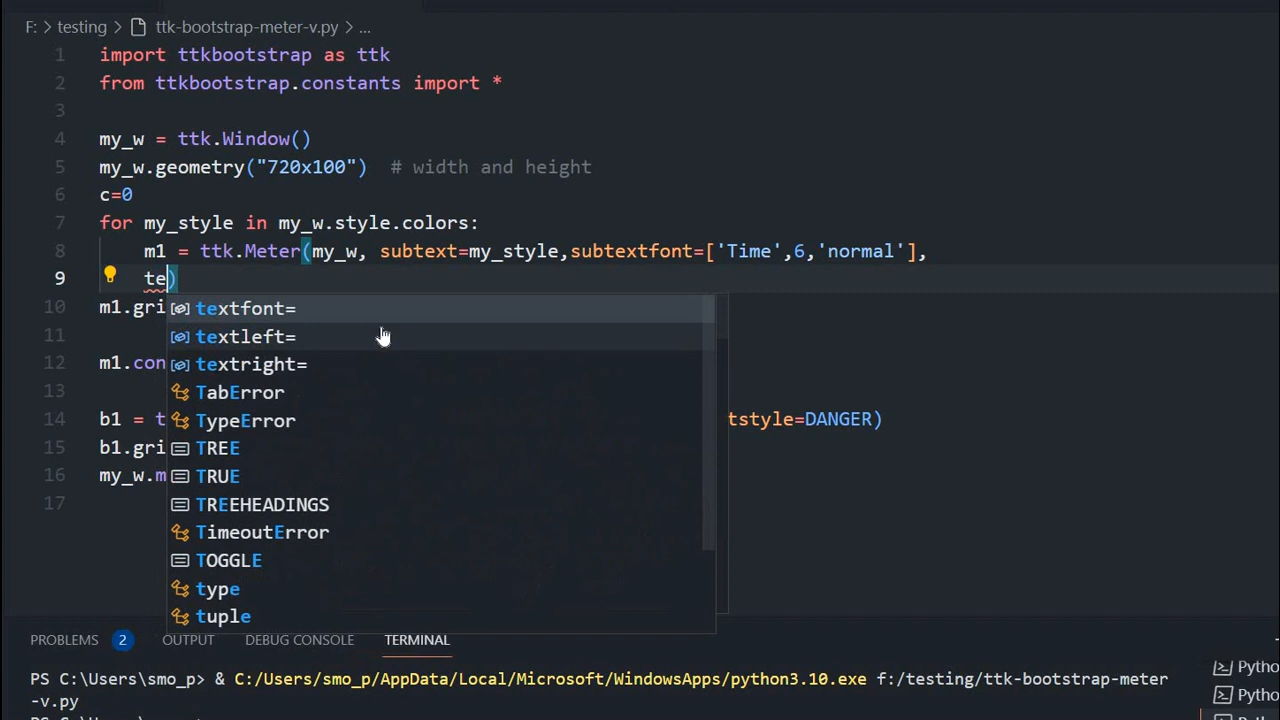 F: > testing > ttk-bootstrap-meter-v.py > ...
1 import ttkbootstrap as ttk
2 from ttkbootstrap.constants import *
3
4 my_w = ttk.Window()
5 my_w.geometry("720x100")  # width and height
6 c=0
7 for my_style in my_w.style.colors:
8     m1 = ttk.Meter(my_w, subtext=my_style,subtextfont=['Time',6,'normal'],
9     te)
textfont=
10 m1.gri
11
textleft=
12 m1.con
textright=
13
TabError
14 b1 = t tstyle=DANGER)
TypeError
15 b1.gri
TREE
16 my_w.m
TRUE
17
TREEHEADINGS
TimeoutError
TOGGLE
type
tuple
PROBLEMS 2 OUTPUT DEBUG CONSOLE TERMINAL
PS C:\Users\smo_p> & C:/Users/smo_p/AppData/Local/Microsoft/WindowsApps/python3.10.exe f:/testing/ttk-bootstrap-meter
-v.py
PS C:\Users\smo_p>
Pytho
Pytho